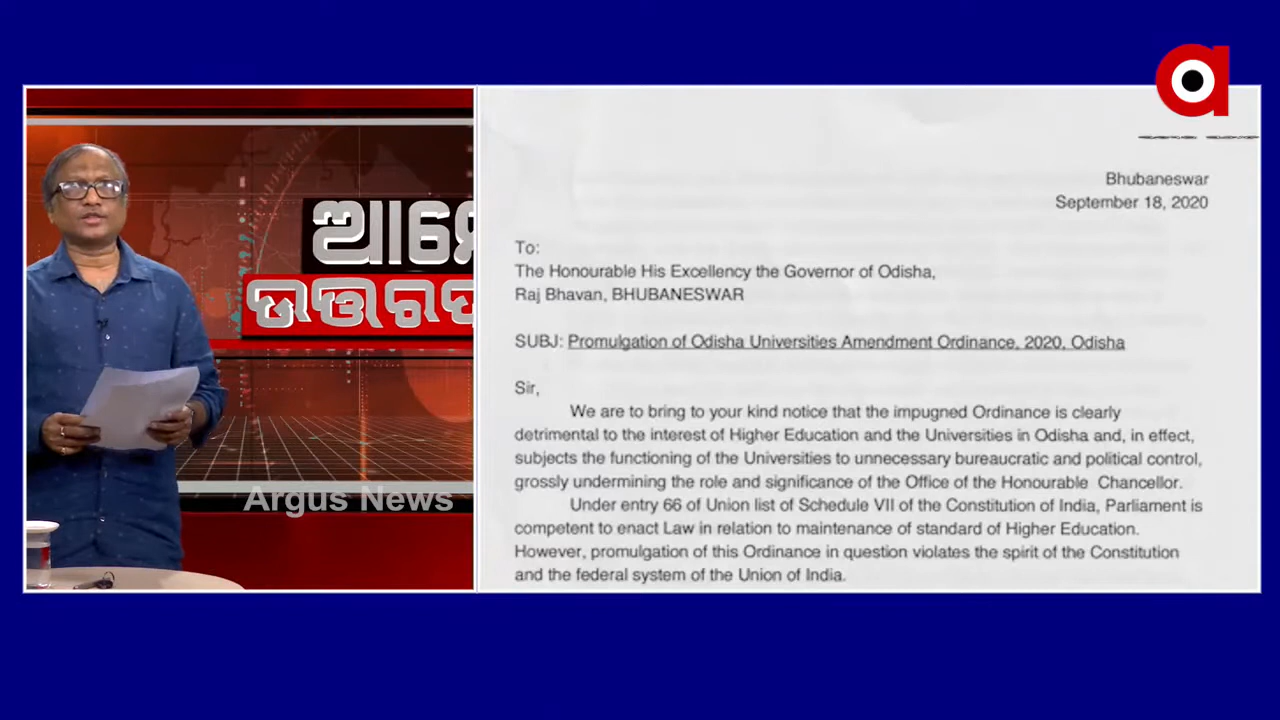 ଆମେ
ଉତ୍ତରଦ
Argus News
Bhubaneswar
September 18, 2020
To:
The Honourable His Excellency the Governor of Odisha,
Raj Bhavan, BHUBANESWAR
SUBJ: Promulgation of Odisha Universities Amendment Ordinance, 2020, Odisha
Sir,
We are to bring to your kind notice that the impugned Ordinance is clearly
detrimental to the interest of Higher Education and the Universities in Odisha and, in effect,
subjects the functioning of the Universities to unnecessary bureaucratic and political control,
grossly undermining the role and significance of the Office of the Honourable Chancellor.
Under entry 66 of Union list of Schedule VII of the Constitution of India, Parliament is
competent to enact Law in relation to maintenance of standard of Higher Education.
However, promulgation of this Ordinance in question violates the spirit of the Constitution
and the federal system of the Union of India.